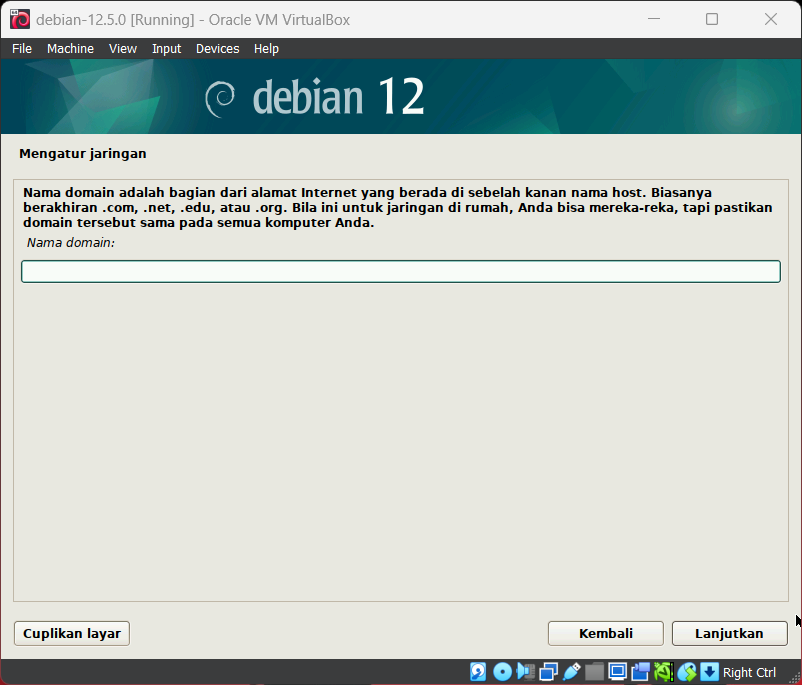 debian-12.5.0 [Running] - Oracle VM VirtualBox
File Machine View Input Devices Help
debian 12
Mengatur jaringan
Nama domain adalah bagian dari alamat Internet yang berada di sebelah kanan nama host. Biasanya
berakhiran .com, .net, .edu, atau .org. Bila ini untuk jaringan di rumah, Anda bisa mereka-reka, tapi pastikan
domain tersebut sama pada semua komputer Anda.
Nama domain:
Cuplikan layar
Kembali
Lanjutkan
Right Ctrl